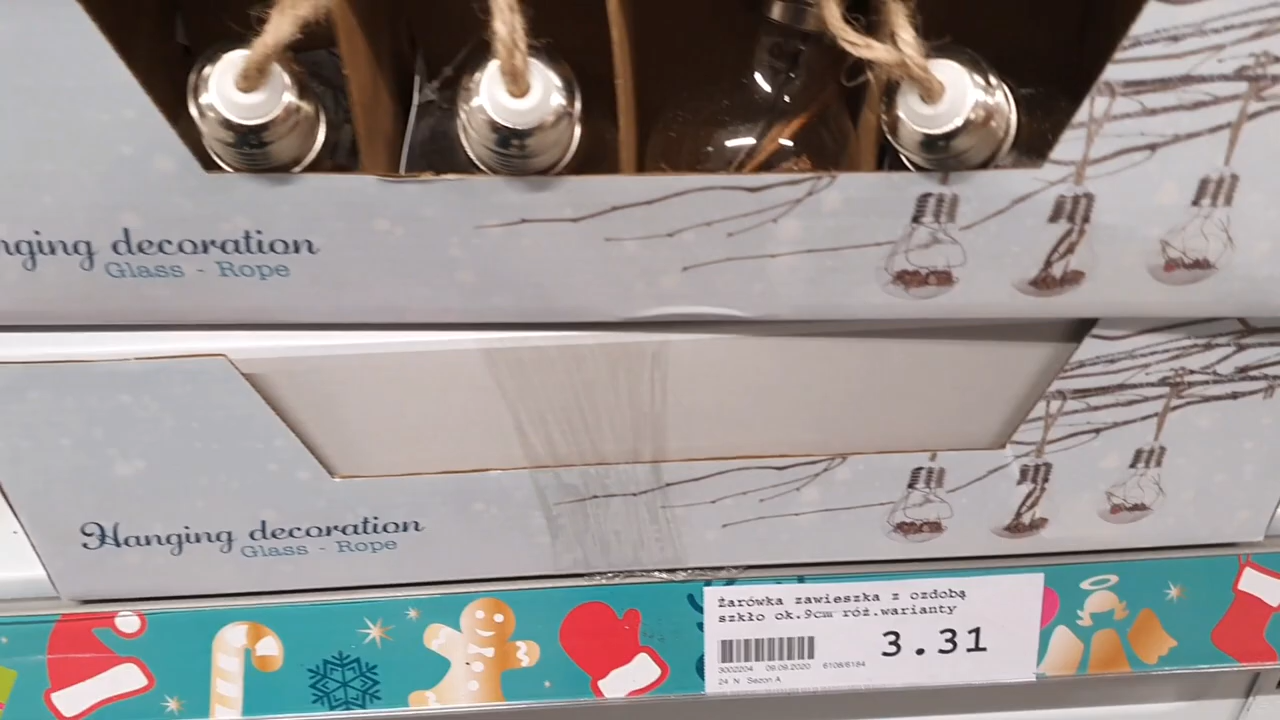 nging decoration
Glass - Rope
Hanging decoration
Glass - Rope
żarówka zawieszka z ozdobą
szkło ok.9cm róż.warianty
3.31
3002204 09.09.2020 6108/6184
24 N Sezon A